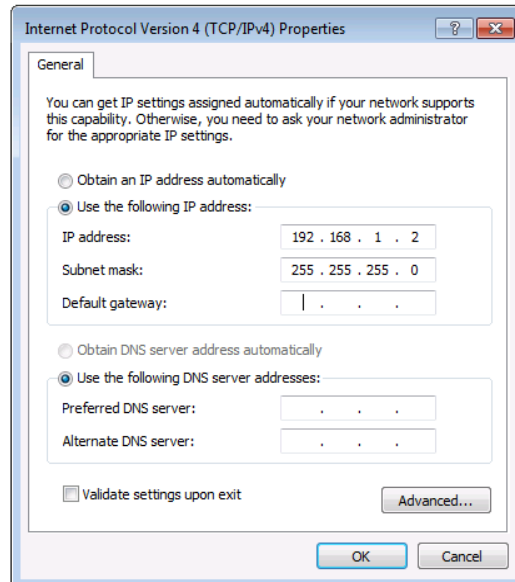 Internet Protocol Version 4 (TCP/IPv4) Properties
General
You can get IP settings assigned automatically if your network supports
this capability. Otherwise, you need to ask your network administrator
for the appropriate IP settings.
Obtain an IP address automatically
Use the following IP address:
IP address: 192 . 168 . 1 . 2
Subnet mask: 255 . 255 . 255 . 0
Default gateway: . . .
Obtain DNS server address automatically
Use the following DNS server addresses:
Preferred DNS server: . . .
Alternate DNS server: . . .
Validate settings upon exit
Advanced...
OK Cancel